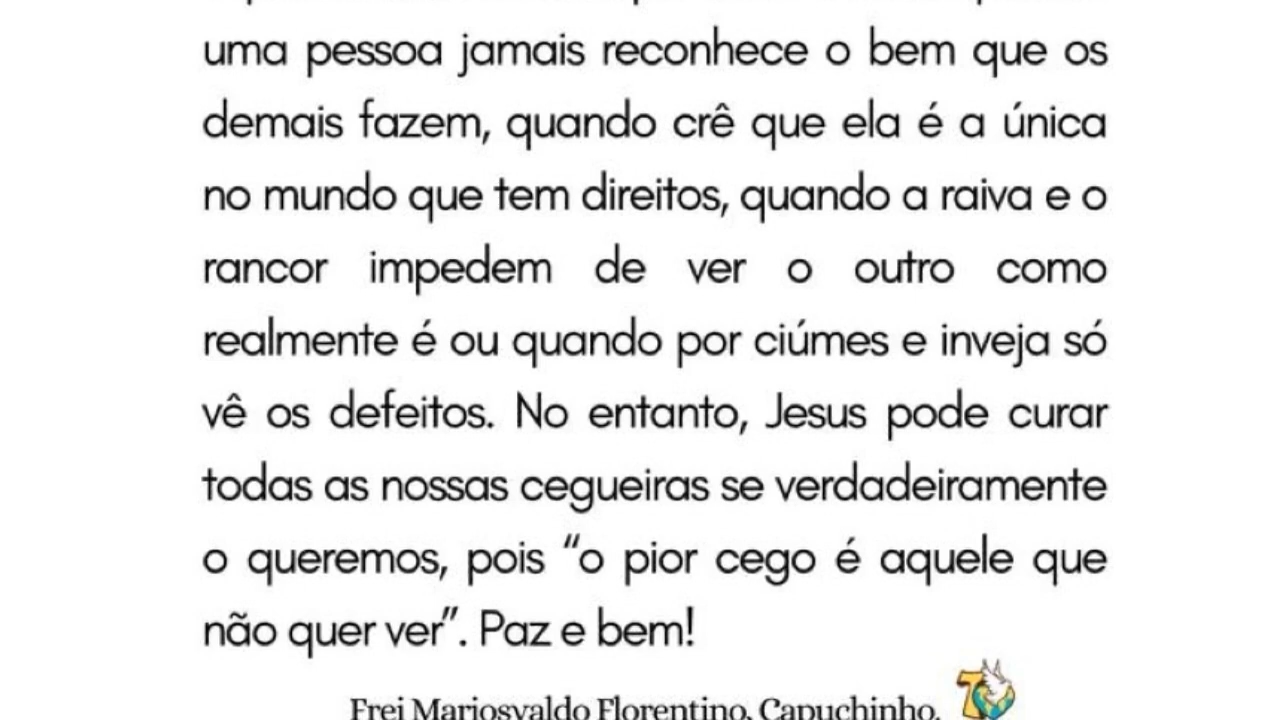 uma pessoa jamais reconhece o bem que os
demais fazem, quando crê que ela é a única
no mundo que tem direitos, quando a raiva e o
rancor impedem de ver o outro como
realmente é ou quando por ciúmes e inveja só
vê os defeitos. No entanto, Jesus pode curar
todas as nossas cegueiras se verdadeiramente
o queremos, pois “o pior cego é aquele que
não quer ver”. Paz e bem!
Frei Mariosvaldo Florentino, Capuchinho.